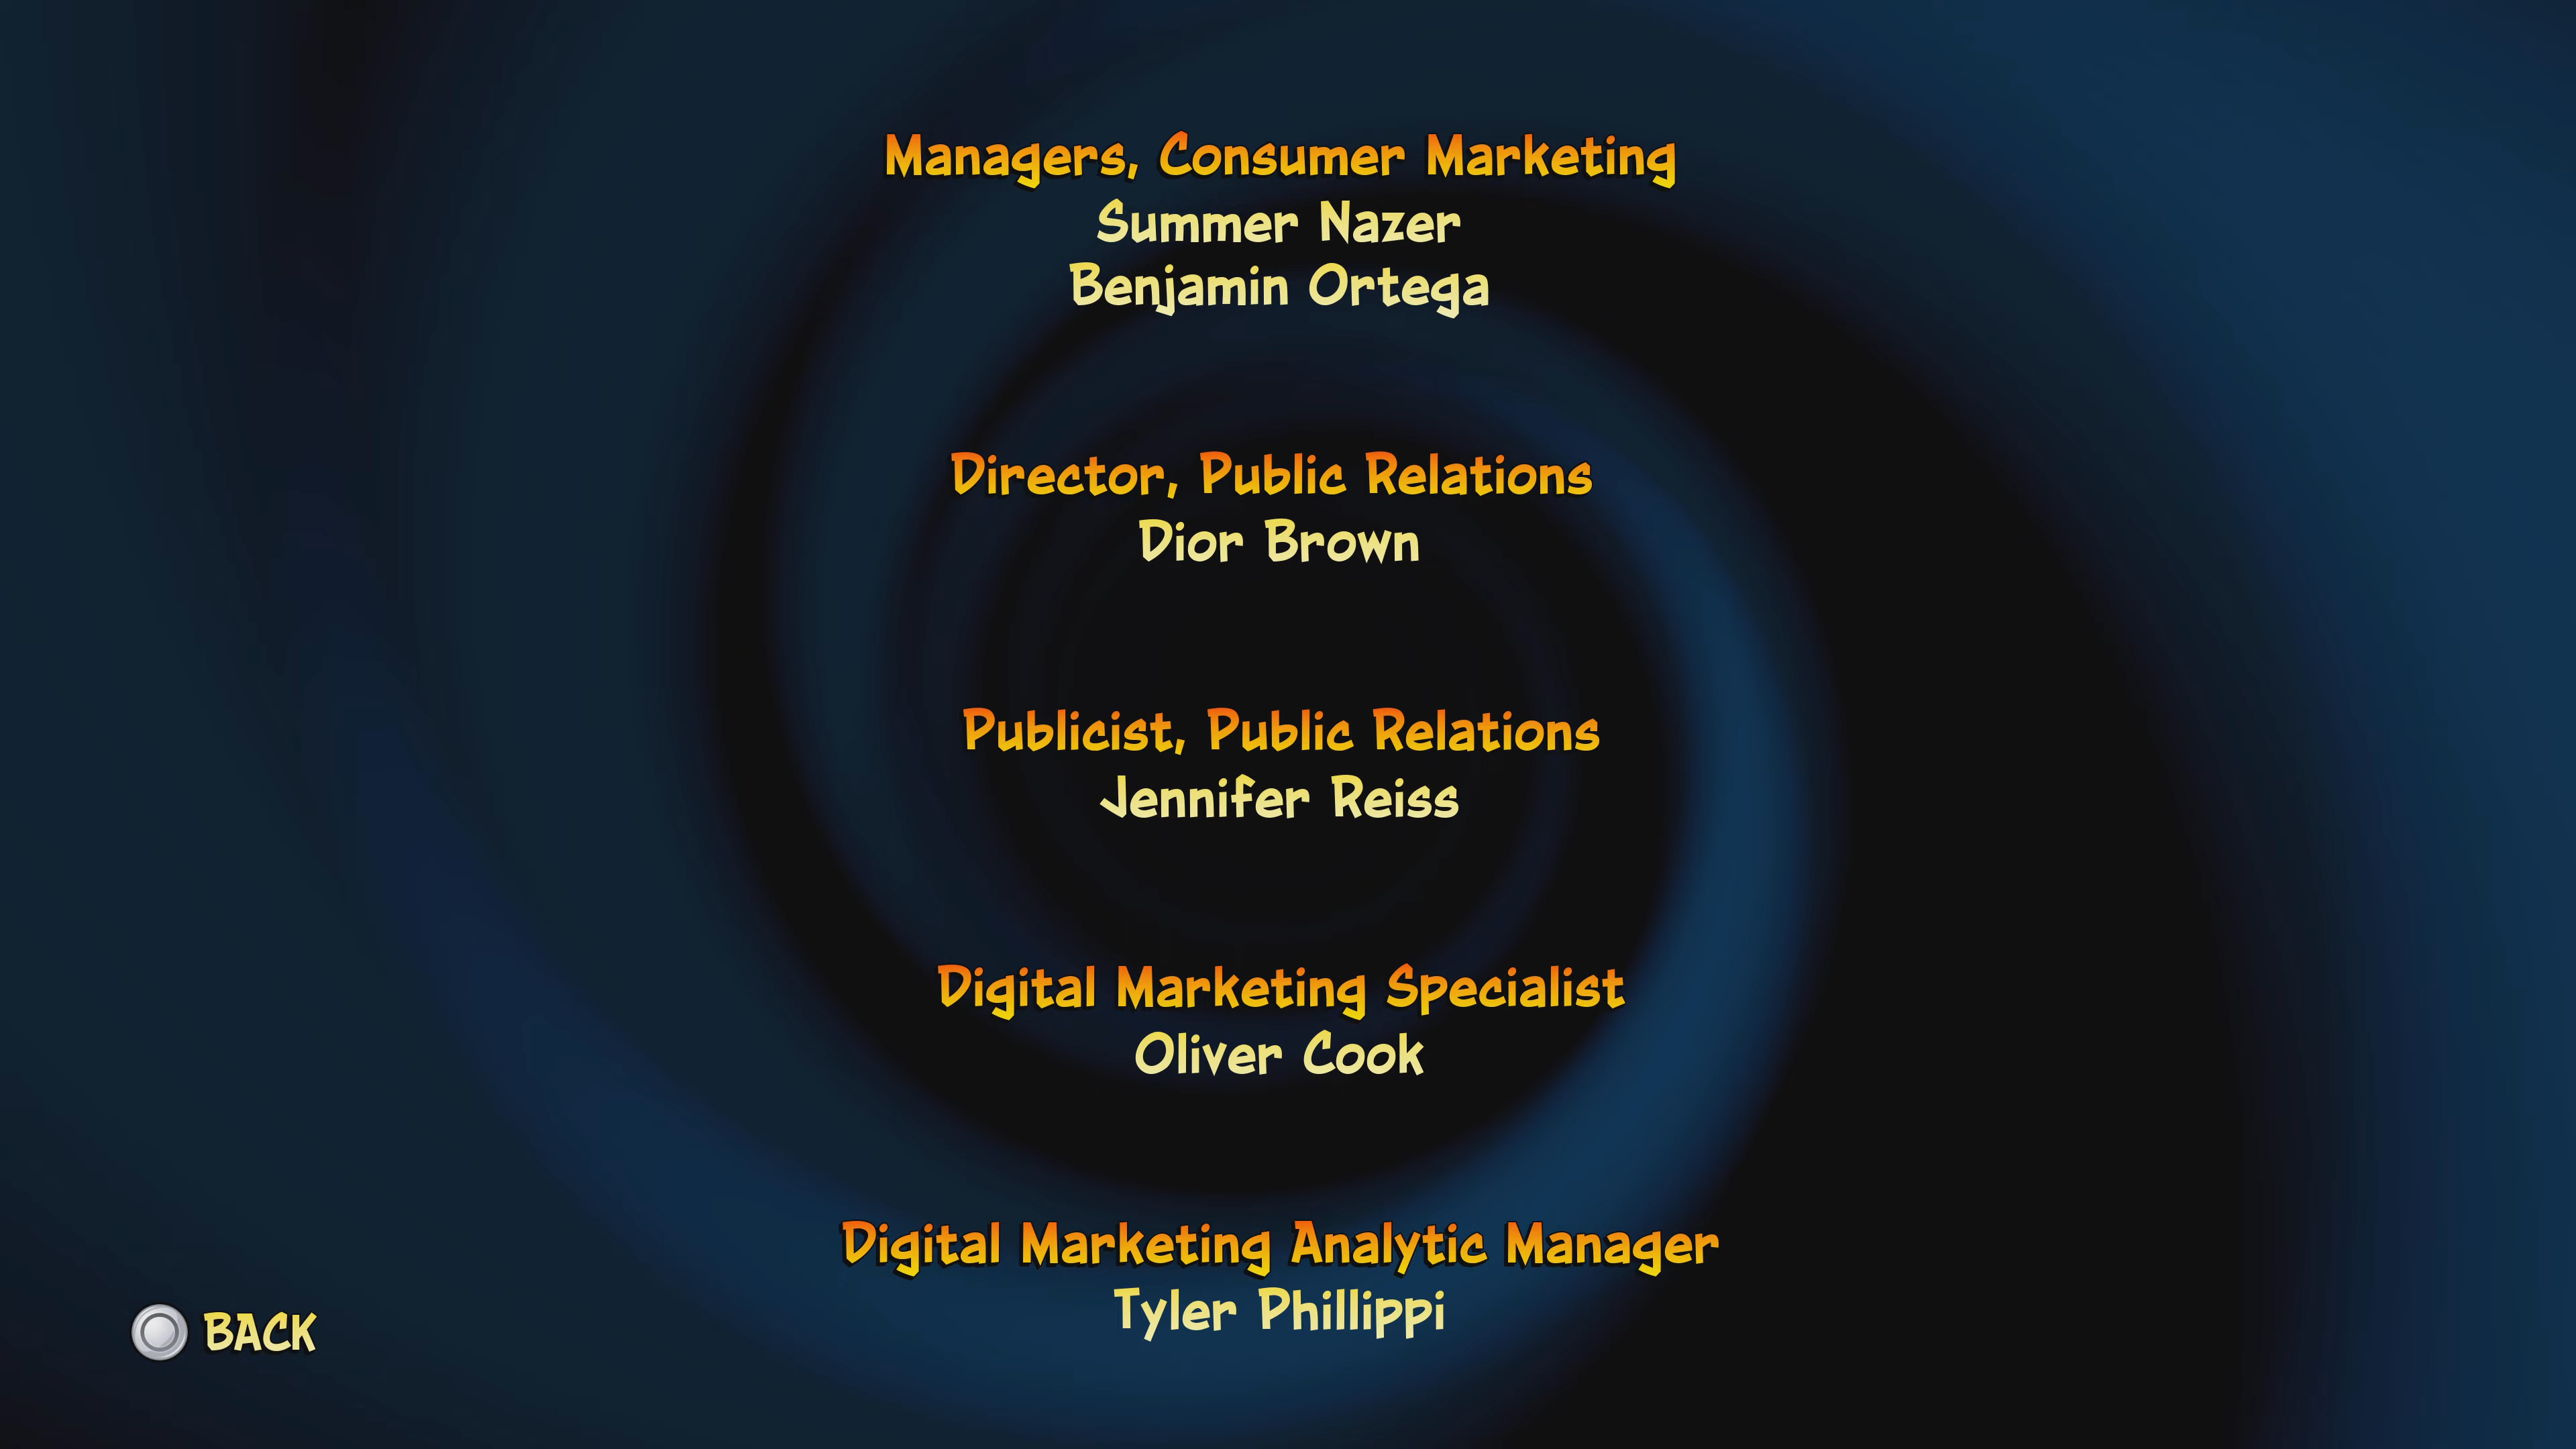 Managers, Consumer Marketing
Summer Nazer
Benjamin Ortega
Director, Public Relations
Dior Brown
Publicist, Public Relations
Jennifer Reiss
Digital Marketing Specialist
Oliver Cook
Digital Marketing Analytic Manager
Tyler Phillippi
BACK